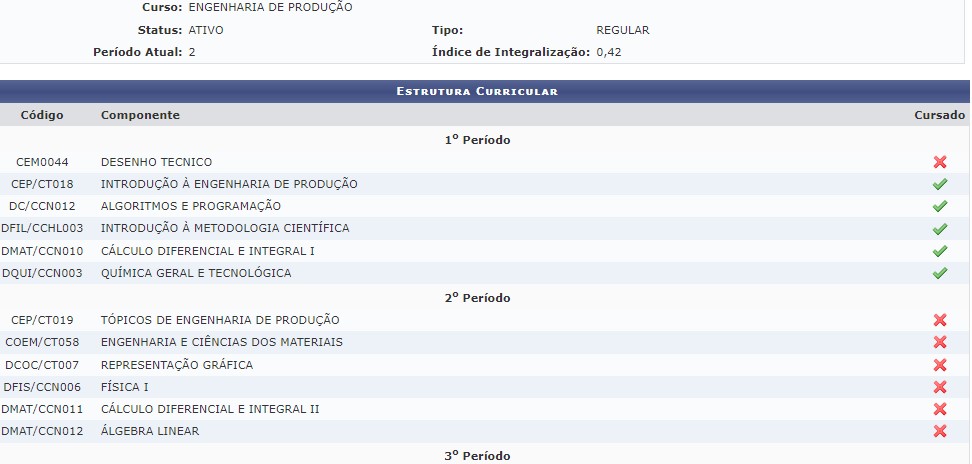 Curso: ENGENHARIA DE PRODUÇÃO
Status: ATIVO Tipo: REGULAR
Período Atual: 2 Índice de Integralização: 0,42
ESTRUTURA CURRICULAR
Código Componente Cursado
1º Período
CEM0044 DESENHO TECNICO
CEP/CT018 INTRODUÇÃO À ENGENHARIA DE PRODUÇÃO
DC/CCN012 ALGORITMOS E PROGRAMAÇÃO
DFIL/CCHL003 INTRODUÇÃO À METODOLOGIA CIENTÍFICA
DMAT/CCN010 CÁLCULO DIFERENCIAL E INTEGRAL I
DQUI/CCN003 QUÍMICA GERAL E TECNOLÓGICA
2º Período
CEP/CT019 TÓPICOS DE ENGENHARIA DE PRODUÇÃO
COEM/CT058 ENGENHARIA E CIÊNCIAS DOS MATERIAIS
DCOC/CT007 REPRESENTAÇÃO GRÁFICA
DFIS/CCN006 FÍSICA I
DMAT/CCN011 CÁLCULO DIFERENCIAL E INTEGRAL II
DMAT/CCN012 ÁLGEBRA LINEAR
3º Período